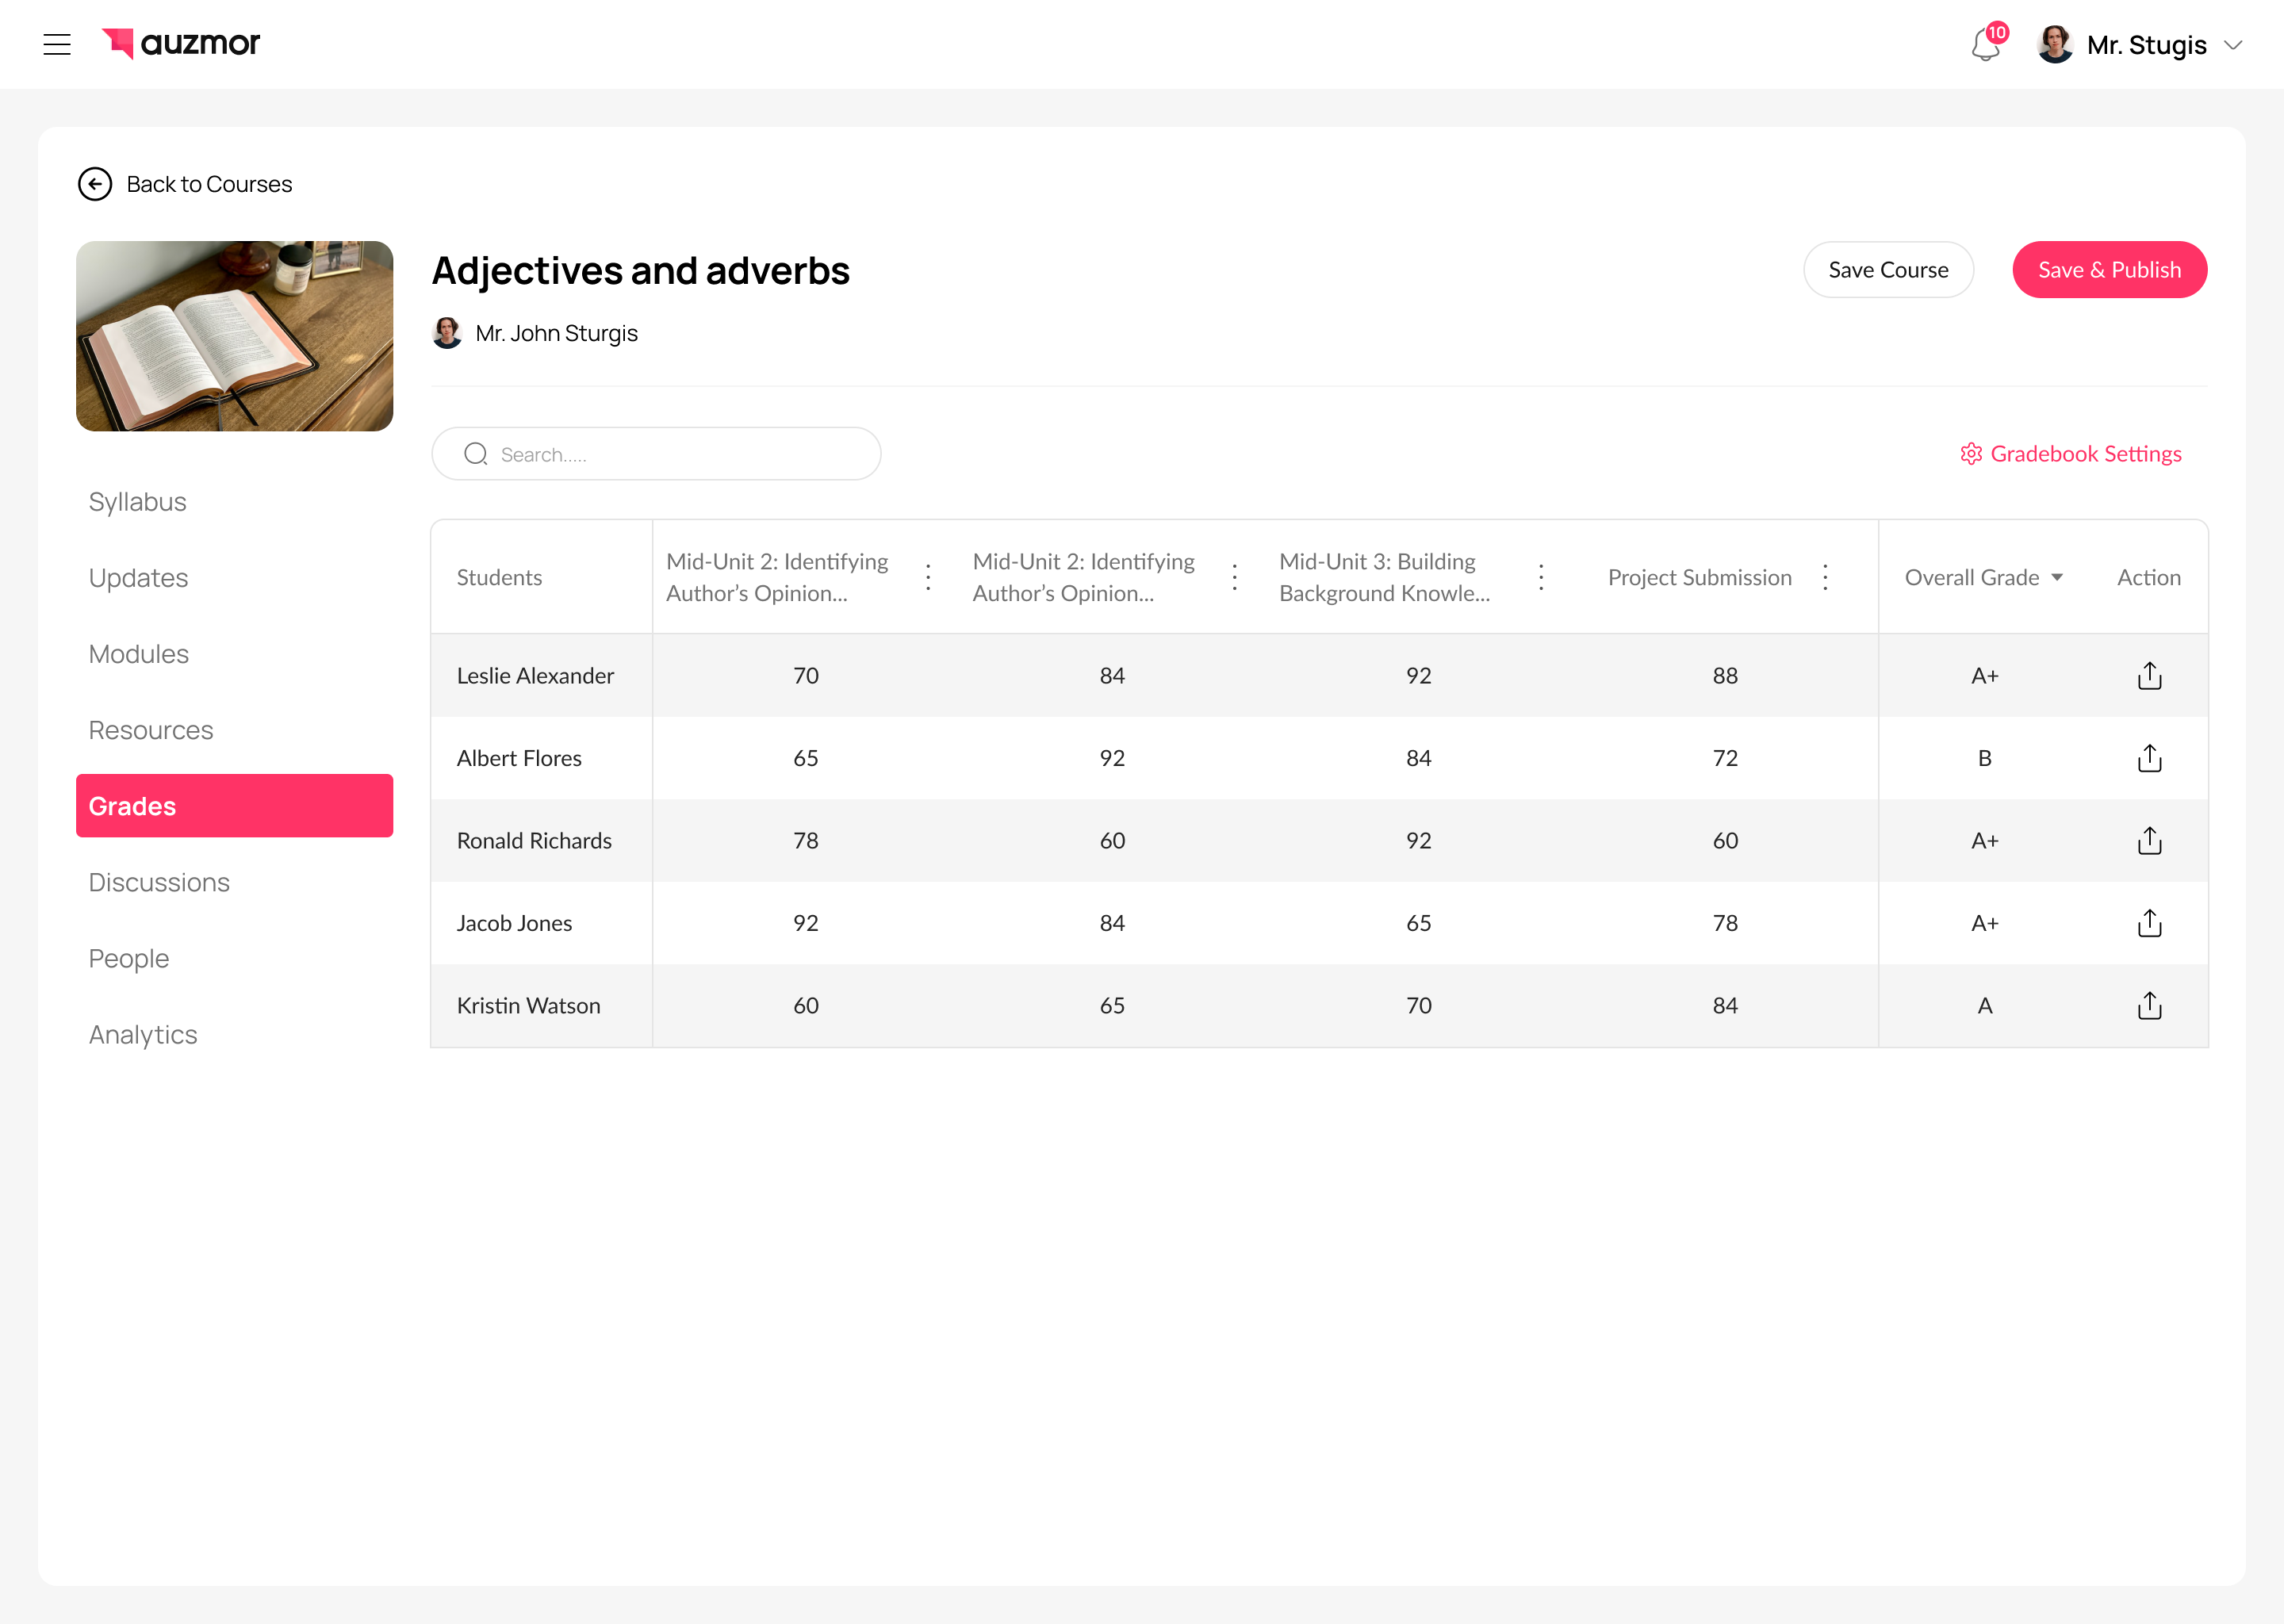 auzmor
10
Mr. Stugis
Back to Courses
Adjectives and adverbs
Save Course
Save & Publish
Mr. John Sturgis
Search.....
Gradebook Settings
Syllabus
Updates
Modules
Resources
Grades
Discussions
People
Analytics
Students
Mid-Unit 2: Identifying
Author’s Opinion...
Mid-Unit 2: Identifying
Author’s Opinion...
Mid-Unit 3: Building
Background Knowle...
Project Submission
Overall Grade
Action
Leslie Alexander 70 84 92 88 A+
Albert Flores 65 92 84 72 B
Ronald Richards 78 60 92 60 A+
Jacob Jones 92 84 65 78 A+
Kristin Watson 60 65 70 84 A